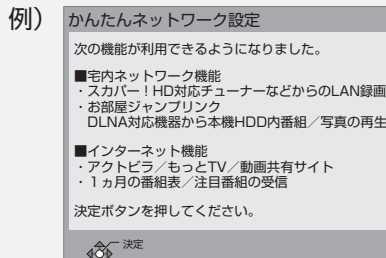 例)
かんたんネットワーク設定
次の機能が利用できるようになりました。
■宅内ネットワーク機能
・スカパー！HD対応チューナーなどからのLAN録画
・お部屋ジャンプリンク
DLNA対応機器から本機HDD内番組／写真の再生
■インターネット機能
・アクトビラ／もっとTV／動画共有サイト
・１ヵ月の番組表／注目番組の受信
決定ボタンを押してください。
決定